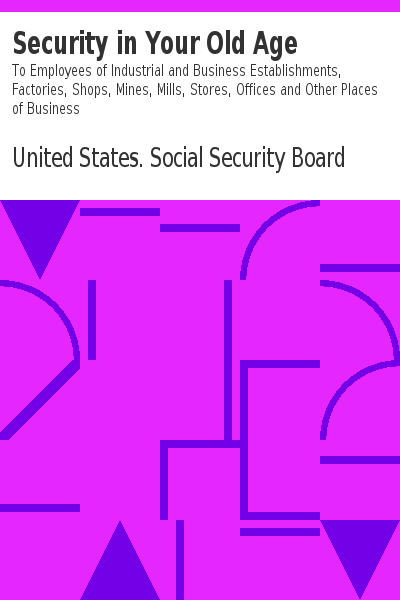 Security in Your Old Age
To Employees of Industrial and Business Establishments,
Factories, Shops, Mines, Mills, Stores, Offices and Other Places
of Business
United States. Social Security Board